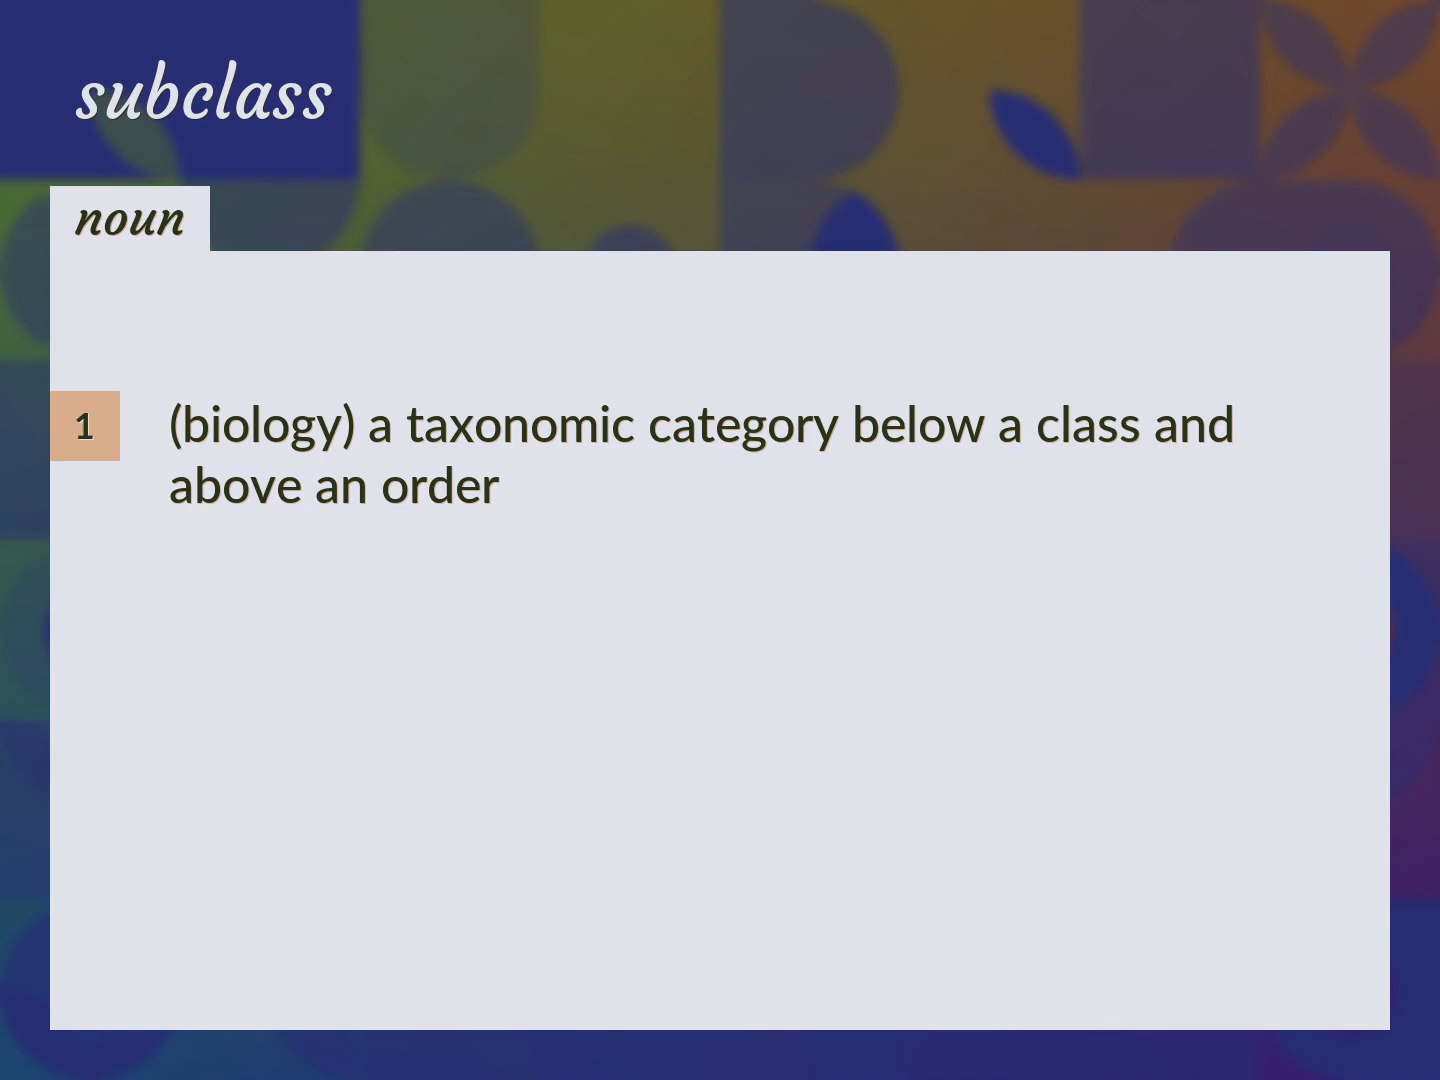 subclass
noun
1
(biology) a taxonomic category below a class and
above an order